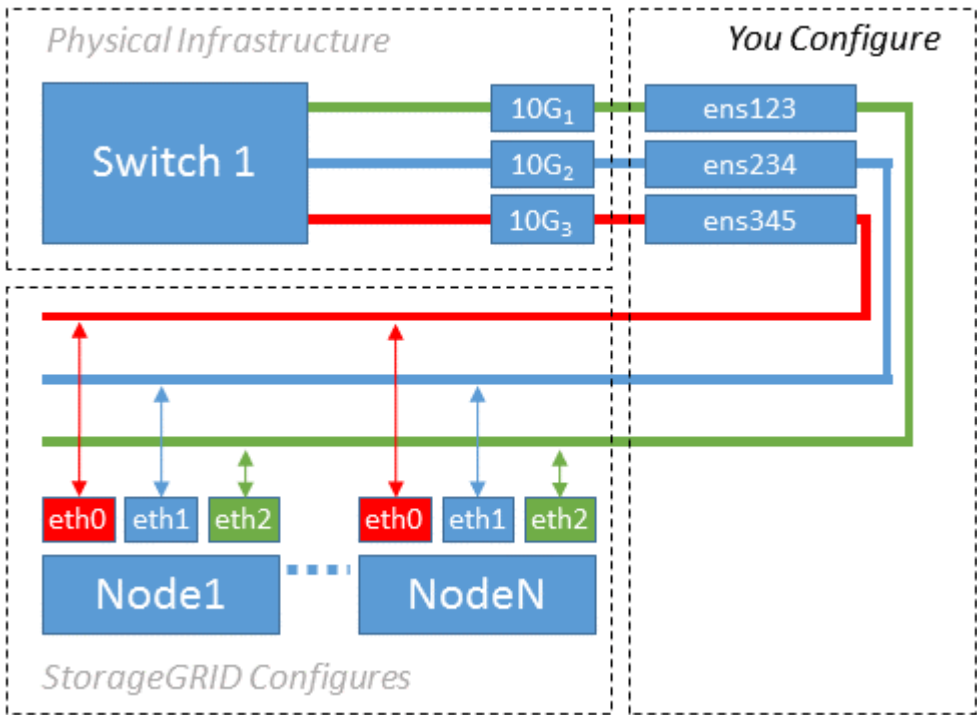 Physical Infrastructure
You Configure
Switch 1
10G₁
ens123
10G₂
ens234
10G₃
ens345
eth0
eth1
eth2
eth0
eth1
eth2
Node1
NodeN
StorageGRID Configures